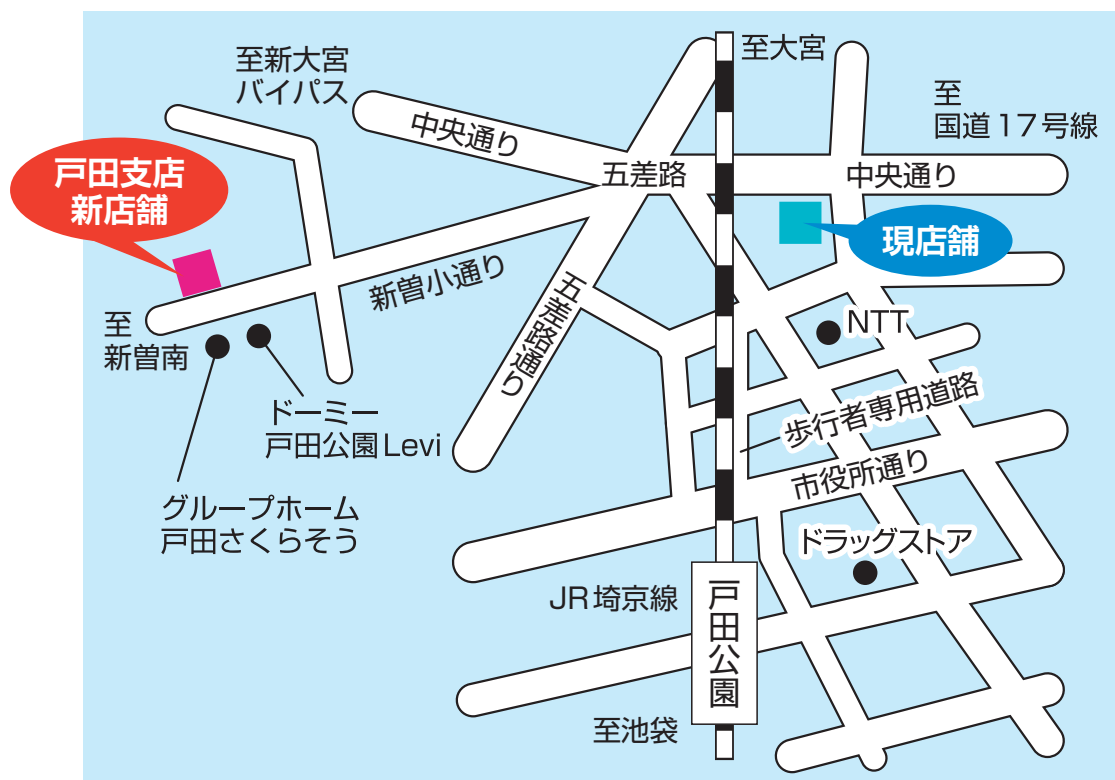 至大宮
至新大宮
バイパス
至
国道17号線
中央通り
戸田支店
新店舗
五差路
中央通り
現店舗
新曽小通り
五差路通り
至
新曽南
NTT
ドーミー
戸田公園Levi
歩行者専用道路
市役所通り
グループホーム
戸田さくらそう
ドラッグストア
JR埼京線
戸田公園
至池袋